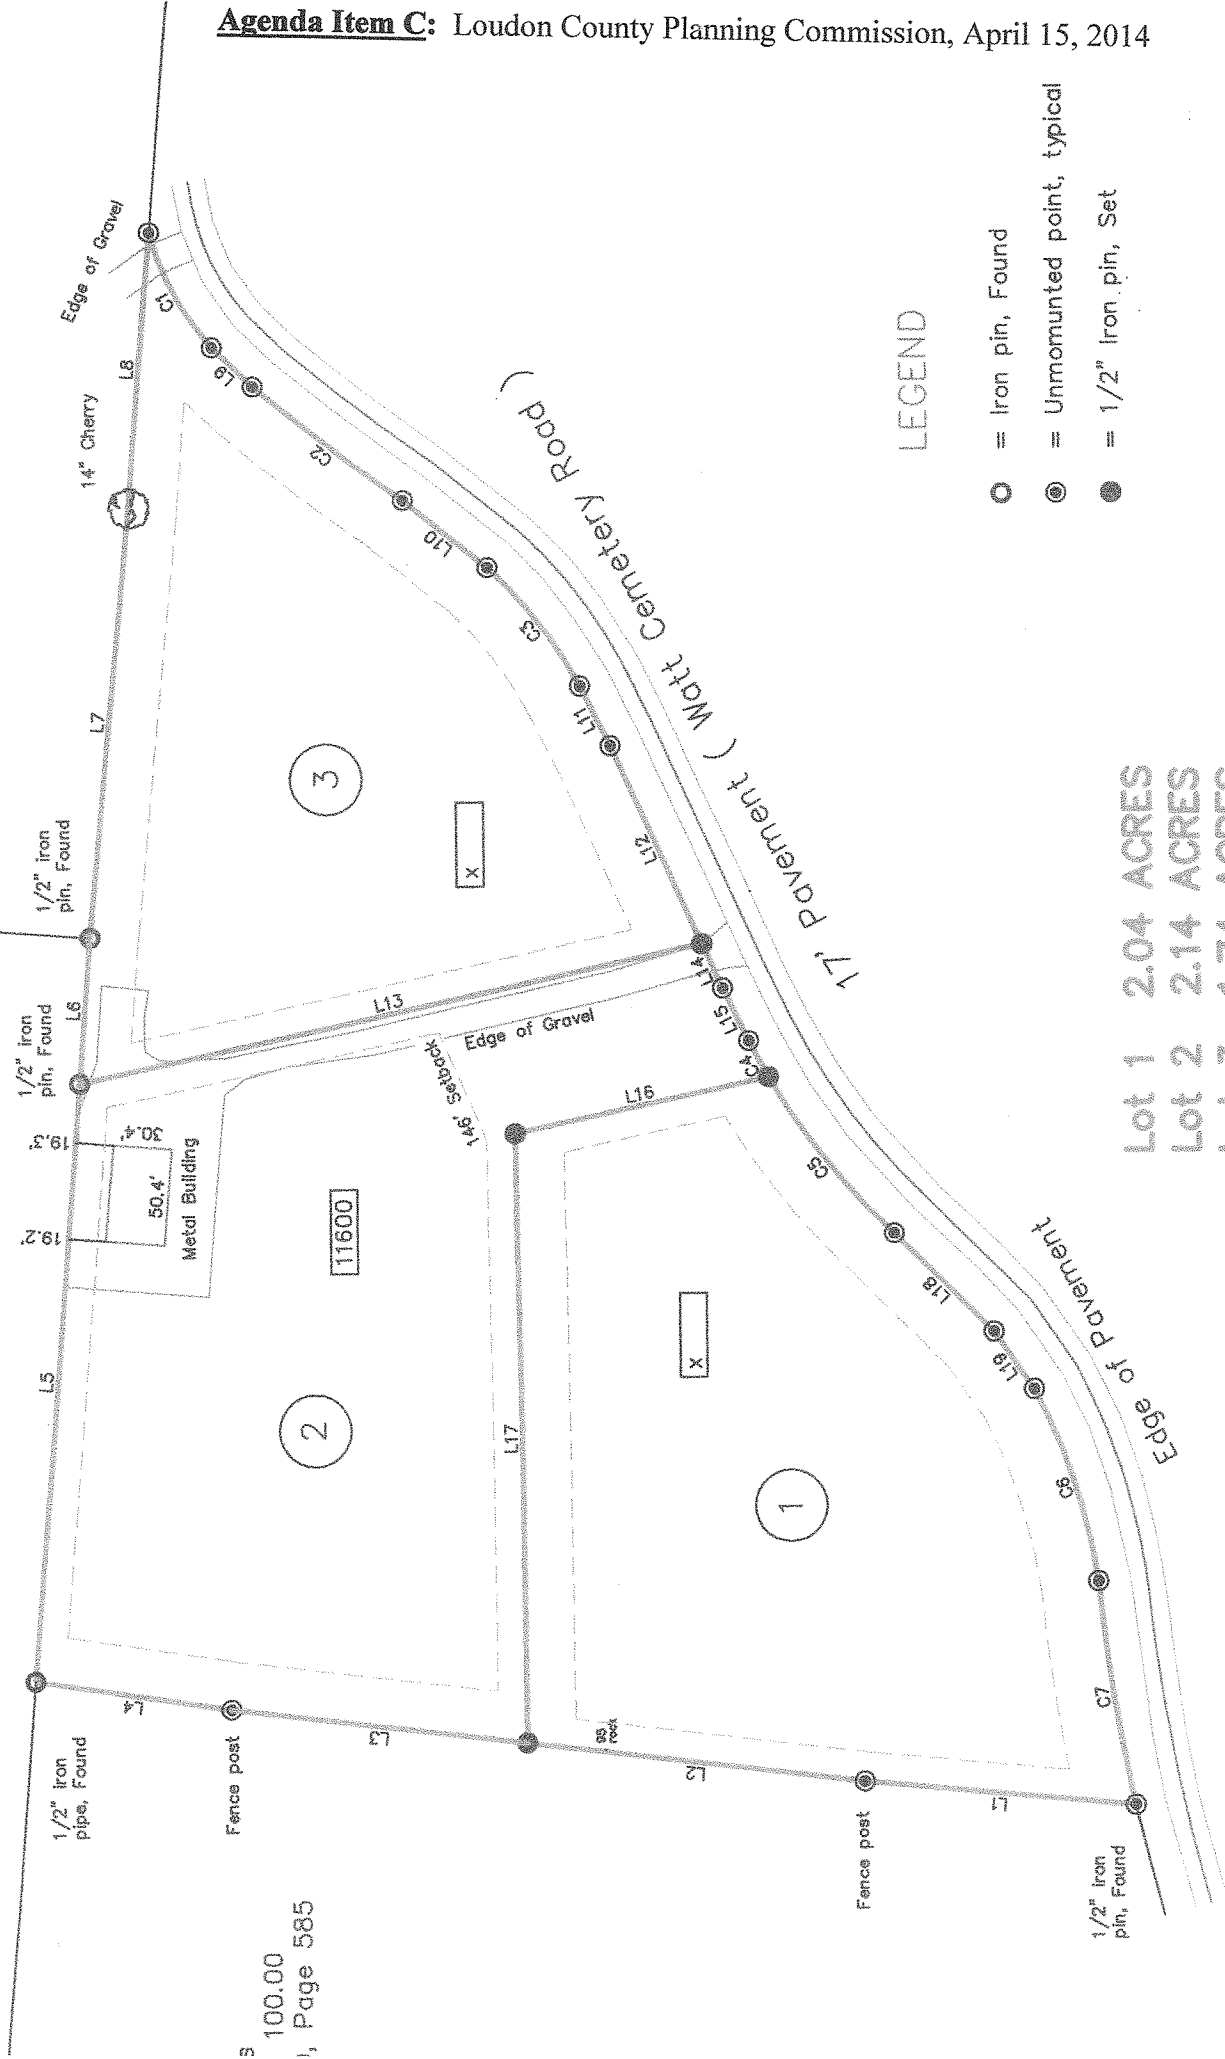 Agenda Item C: Loudon County Planning Commission, April 15, 2014
Edge of Gravel
C1
L8
14" Cherry
L9
C2
L10
C3
L11
L7
3
x
L12
1/2" iron
pin, Found
L6
1/2" iron
pin, Found
L13
L14
L15
C4
Edge of Gravel
146' Setback
L16
19.3'
30.4'
50.4'
19.2'
Metal Building
11600
L5
2
L17
x
1
C5
L18
L19
C6
C7
17' Pavement ( Watt Cemetery Road )
Edge of Pavement
L4
L3
L2
L1
95
rock
1/2" iron
pipe, Found
Fence post
Fence post
1/2" iron
pin, Found
100.00
, Page 585
LEGEND
= Iron pin, Found
= Unmomunted point, typical
= 1/2" Iron pin, Set
Lot 1 2.04 ACRES
Lot 2 2.14 ACRES